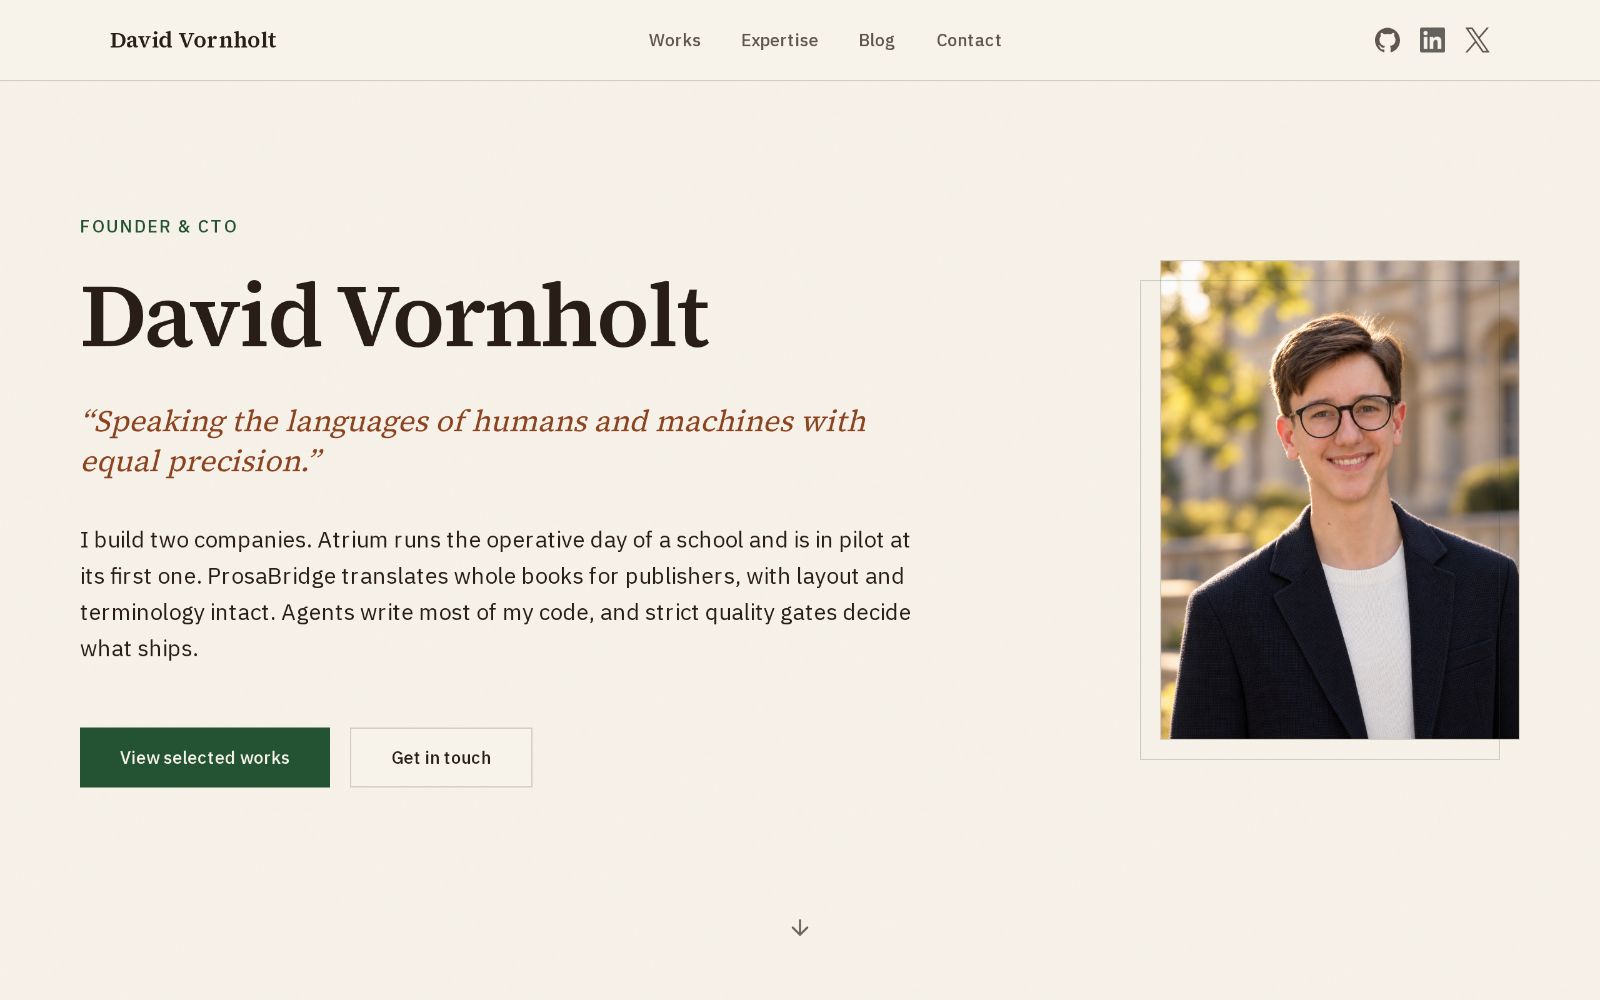 David Vornholt
Works
Expertise
Blog
Contact
FOUNDER & CTO
David Vornholt
“Speaking the languages of humans and machines with
equal precision.”
I build two companies. Atrium runs the operative day of a school and is in pilot at
its first one. ProsaBridge translates whole books for publishers, with layout and
terminology intact. Agents write most of my code, and strict quality gates decide
what ships.
View selected works
Get in touch